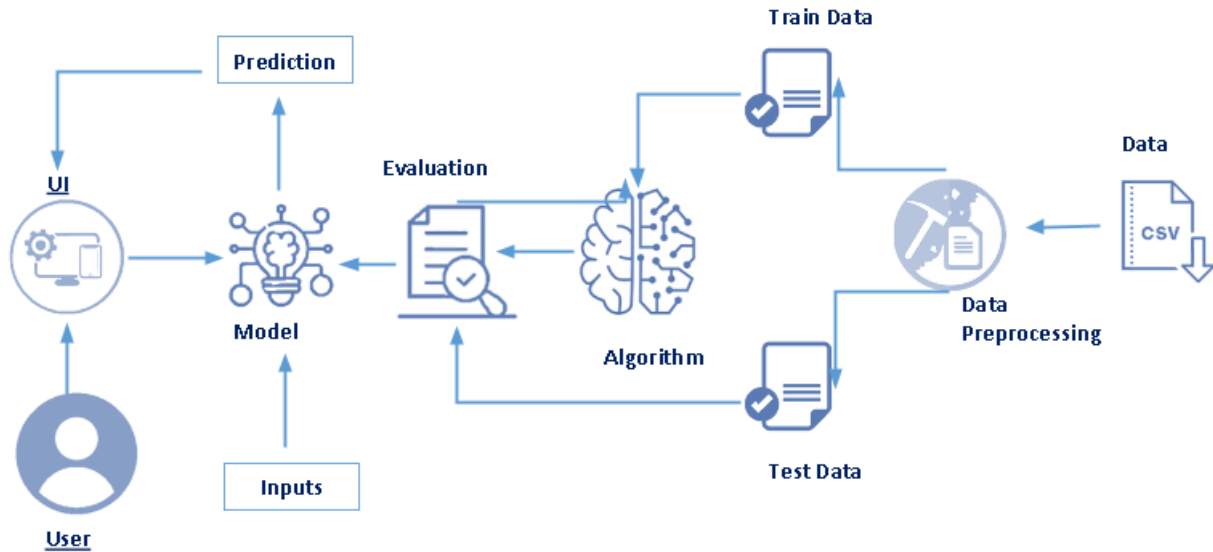 Train Data
Prediction
Evaluation
Data
UI
CSV
Data
Preprocessing
Model
Algorithm
Test Data
Inputs
User